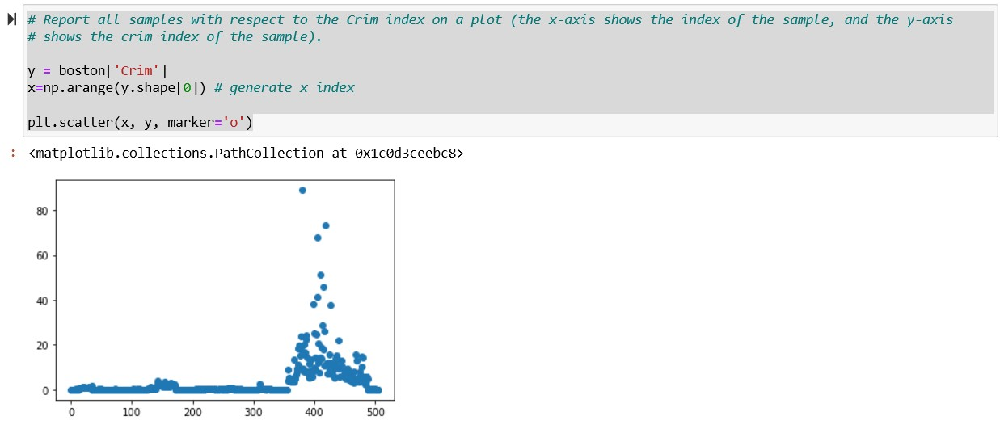 # Report all samples with respect to the Crim index on a plot (the x-axis shows the index of the sample, and the y-axis
# shows the crim index of the sample).
y = boston['Crim']
x=np.arange(y.shape[0]) # generate x index
plt.scatter(x, y, marker='o')
: <matplotlib.collections.PathCollection at 0x1c0d3ceebc8>
80
60
40
20
0
0 100 200 300 400 500